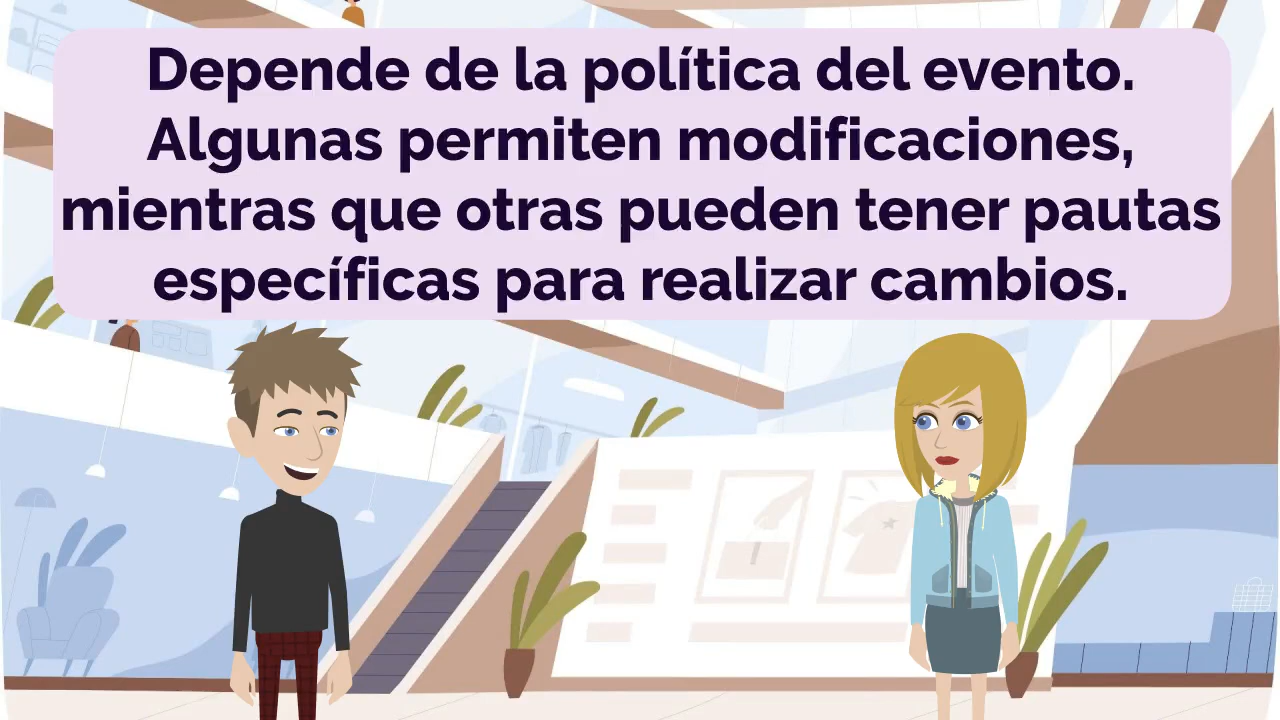 Depende de la política del evento.
Algunas permiten modificaciones,
mientras que otras pueden tener pautas
específicas para realizar cambios.